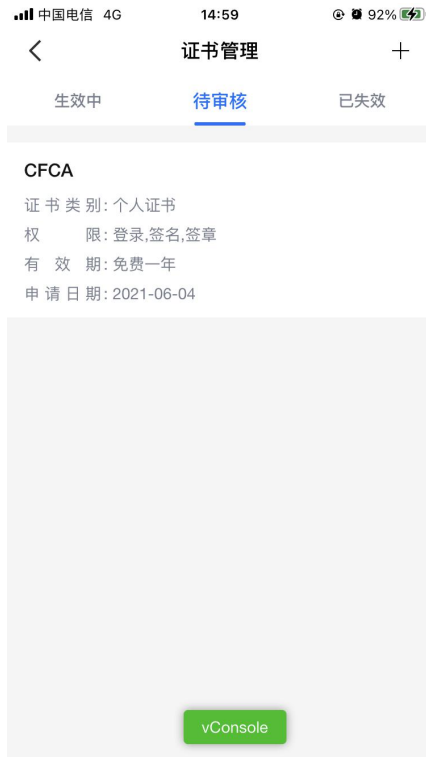 中国电信 4G 14:59 92%
证书管理
生效中 待审核 已失效
CFCA
证书类别: 个人证书
权限: 登录,签名,签章
有效期: 免费一年
申请日期: 2021-06-04
vConsole